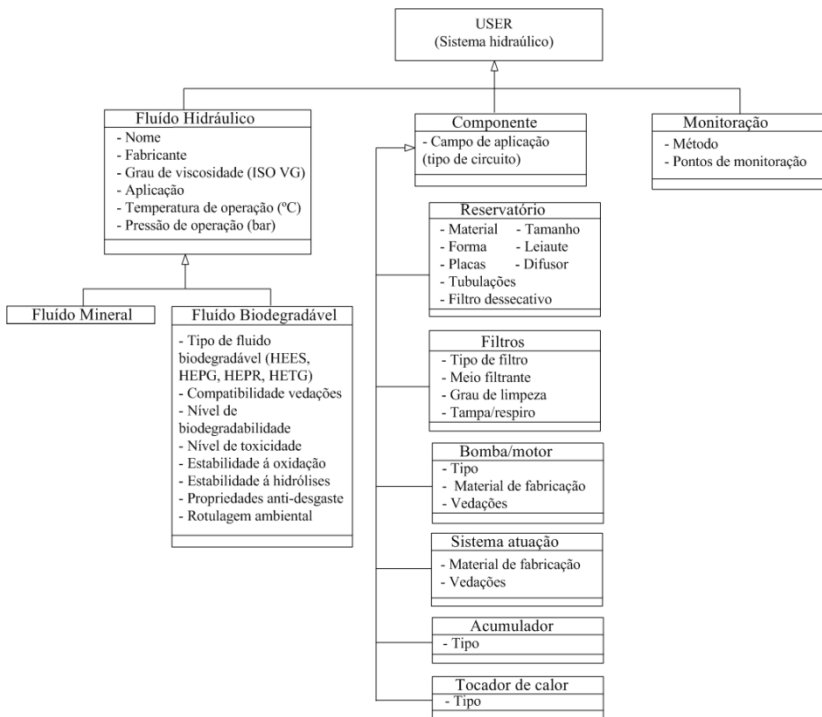 USER
(Sistema hidraúlico)
Fluído Hidráulico
- Nome
- Fabricante
- Grau de viscosidade (ISO VG)
- Aplicação
- Temperatura de operação (ºC)
- Pressão de operação (bar)
Componente
- Campo de aplicação
(tipo de circuito)
Monitoração
- Método
- Pontos de monitoração
Fluído Mineral
Fluído Biodegradável
- Tipo de fluido
biodegradável (HEES,
HEPG, HEPR, HETG)
- Compatibilidade vedações
- Nível de
biodegradabilidade
- Nível de toxicidade
- Estabilidade á oxidação
- Estabilidade á hidrólises
- Propriedades anti-desgaste
- Rotulagem ambiental
Reservatório
- Material - Tamanho
- Forma - Leiaute
- Placas - Difusor
- Tubulações
- Filtro dessecativo
Filtros
- Tipo de filtro
- Meio filtrante
- Grau de limpeza
- Tampa/respiro
Bomba/motor
- Tipo
- Material de fabricação
- Vedações
Sistema atuação
- Material de fabricação
- Vedações
Acumulador
- Tipo
Tocador de calor
- Tipo